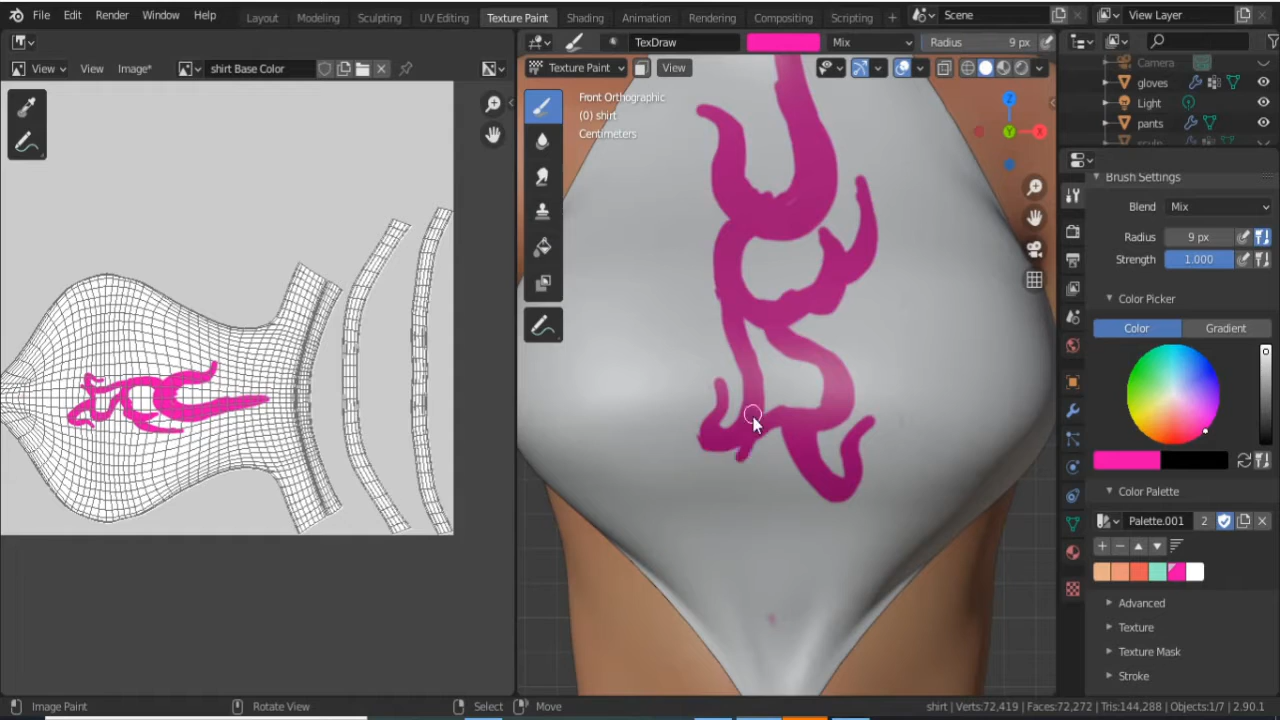 File Edit Render Window Help Layout Modeling Sculpting UV Editing Texture Paint Shading Animation Rendering Compositing Scripting + Scene View Layer
TexDraw Mix Radius 9 px
View View Image* shirt Base Color Texture Paint View
Front Orthographic
(0) shirt
Centimeters
Z
Y
X
Camera
gloves
Light
pants
Brush Settings
Blend Mix
Radius 9 px
Strength 1.000
Color Picker
Color Gradient
Color Palette
Palette.001 2
Advanced
Texture
Texture Mask
Stroke
Image Paint Rotate View Select Move shirt | Verts:72,419 | Faces:72,272 | Tris:144,288 | Objects:1/7 | 2.90.1